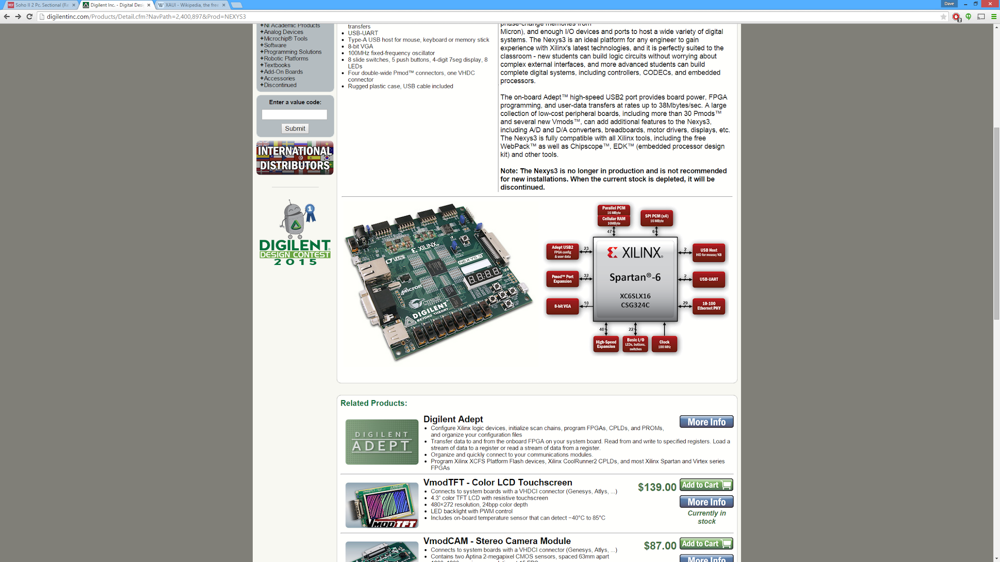 VCF Soho II 2 Pc. Sectional (Re
Digilent Inc. - Digital Desi
W XAUI - Wikipedia, the free
Dave
digilentinc.com/Products/Detail.cfm?NavPath=2,400,897&Prod=NEXYS3
2
+NI Academic Products
+Analog Devices
+Microchip® Tools
+Software
+Programming Solutions
+Robotic Platforms
+Textbooks
+Add-On Boards
+Accessories
+Discontinued
Enter a value code:
Submit
INTERNATIONAL
DISTRIBUTORS
1
DIGILENT®
DESIGN CONTEST
2015
transfers
• USB-UART
• Type-A USB host for mouse, keyboard or memory stick
• 8-bit VGA
• 100MHz fixed-frequency oscillator
• 8 slide switches, 5 push buttons, 4-digit 7seg display, 8
LEDs
• Four double-wide Pmod™ connectors, one VHDC
connector
• Rugged plastic case, USB cable included
phase-change memories from
Micron), and enough I/O devices and ports to host a wide variety of digital
systems. The Nexys3 is an ideal platform for any engineer to gain
experience with Xilinx's latest technologies, and it is perfectly suited to the
classroom - new students can build logic circuits without worrying about
complex external interfaces, and more advanced students can build
complete digital systems, including controllers, CODECs, and embedded
processors.
The on-board Adept™ high-speed USB2 port provides board power, FPGA
programming, and user-data transfers at rates up to 38Mbytes/sec. A large
collection of low-cost peripheral boards, including more than 30 Pmods™
and several new Vmods™, can add additional features to the Nexys3,
including A/D and D/A converters, breadboards, motor drivers, displays, etc.
The Nexys3 is fully compatible with all Xilinx tools, including the free
WebPack™ as well as Chipscope™, EDK™ (embedded processor design
kit) and other tools.
Note: The Nexys3 is no longer in production and is not recommended
for new installations. When the current stock is depleted, it will be
discontinued.
XILINX
NEXYS 3™
8.8.8.8.
Micron
CYPRESS
PERFORM
DIGILENT
BEYOND THEORY
Parallel PCM
16 MByte
Cellular RAM
16MByte
SPI PCM (x4)
16 MByte
47
6
Adept USB2
FPGA config
& user data
23
XILINX®
2
USB Host
HID for mouse/KB
Pmod™ Port
Expansion
32
Spartan®-6
2
USB-UART
XC6SLX16
CSG324C
8-bit VGA
10
29
10-100
Ethernet PHY
40
22
High-Speed
Expansion
Basic I/O
LEDs, buttons,
switches
Clock
100 MHz
Related Products:
DIGILENT
ADEPT
Digilent Adept
More Info
• Configure Xilinx logic devices, initialize scan chains, program FPGAs, CPLDs, and PROMs,
and organize your configuration files
• Transfer data to and from the onboard FPGA on your system board. Read from and write to specified registers. Load a
stream of data to a register or read a stream of data from a register.
• Organize and quickly connect to your communications modules.
• Program Xilinx XCFS Platform Flash devices, Xilinx CoolRunner2 CPLDs, and most Xilinx Spartan and Virtex series
FPGAs
VMODTFT
VmodTFT - Color LCD Touchscreen
• Connects to system boards with a VHDCI connector (Genesys, Atlys, ...)
• 4.3” color TFT LCD with resistive touchscreen
• 480×272 resolution, 24bpp color depth
• LED backlight with PWM control
• Includes on-board temperature sensor that can detect −40°C to 85°C
$139.00
Add to Cart
More Info
Currently in
stock
VmodCAM - Stereo Camera Module
• Connects to system boards with a VHDCI connector (Genesys, Atlys, ...)
• Contains two Aptina 2-megapixel CMOS sensors, spaced 63mm apart
$87.00
Add to Cart
More Info